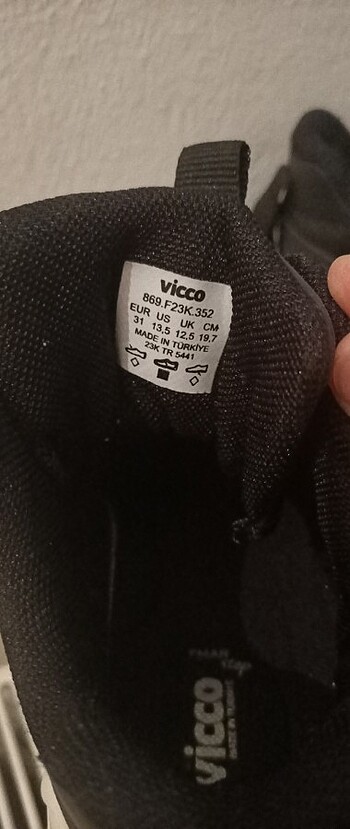 vicco
869.F23K.352
EUR US UK CM
31 13,5 12,5 19,7
MADE IN TÜRKİYE
23K TR 5441
vicco